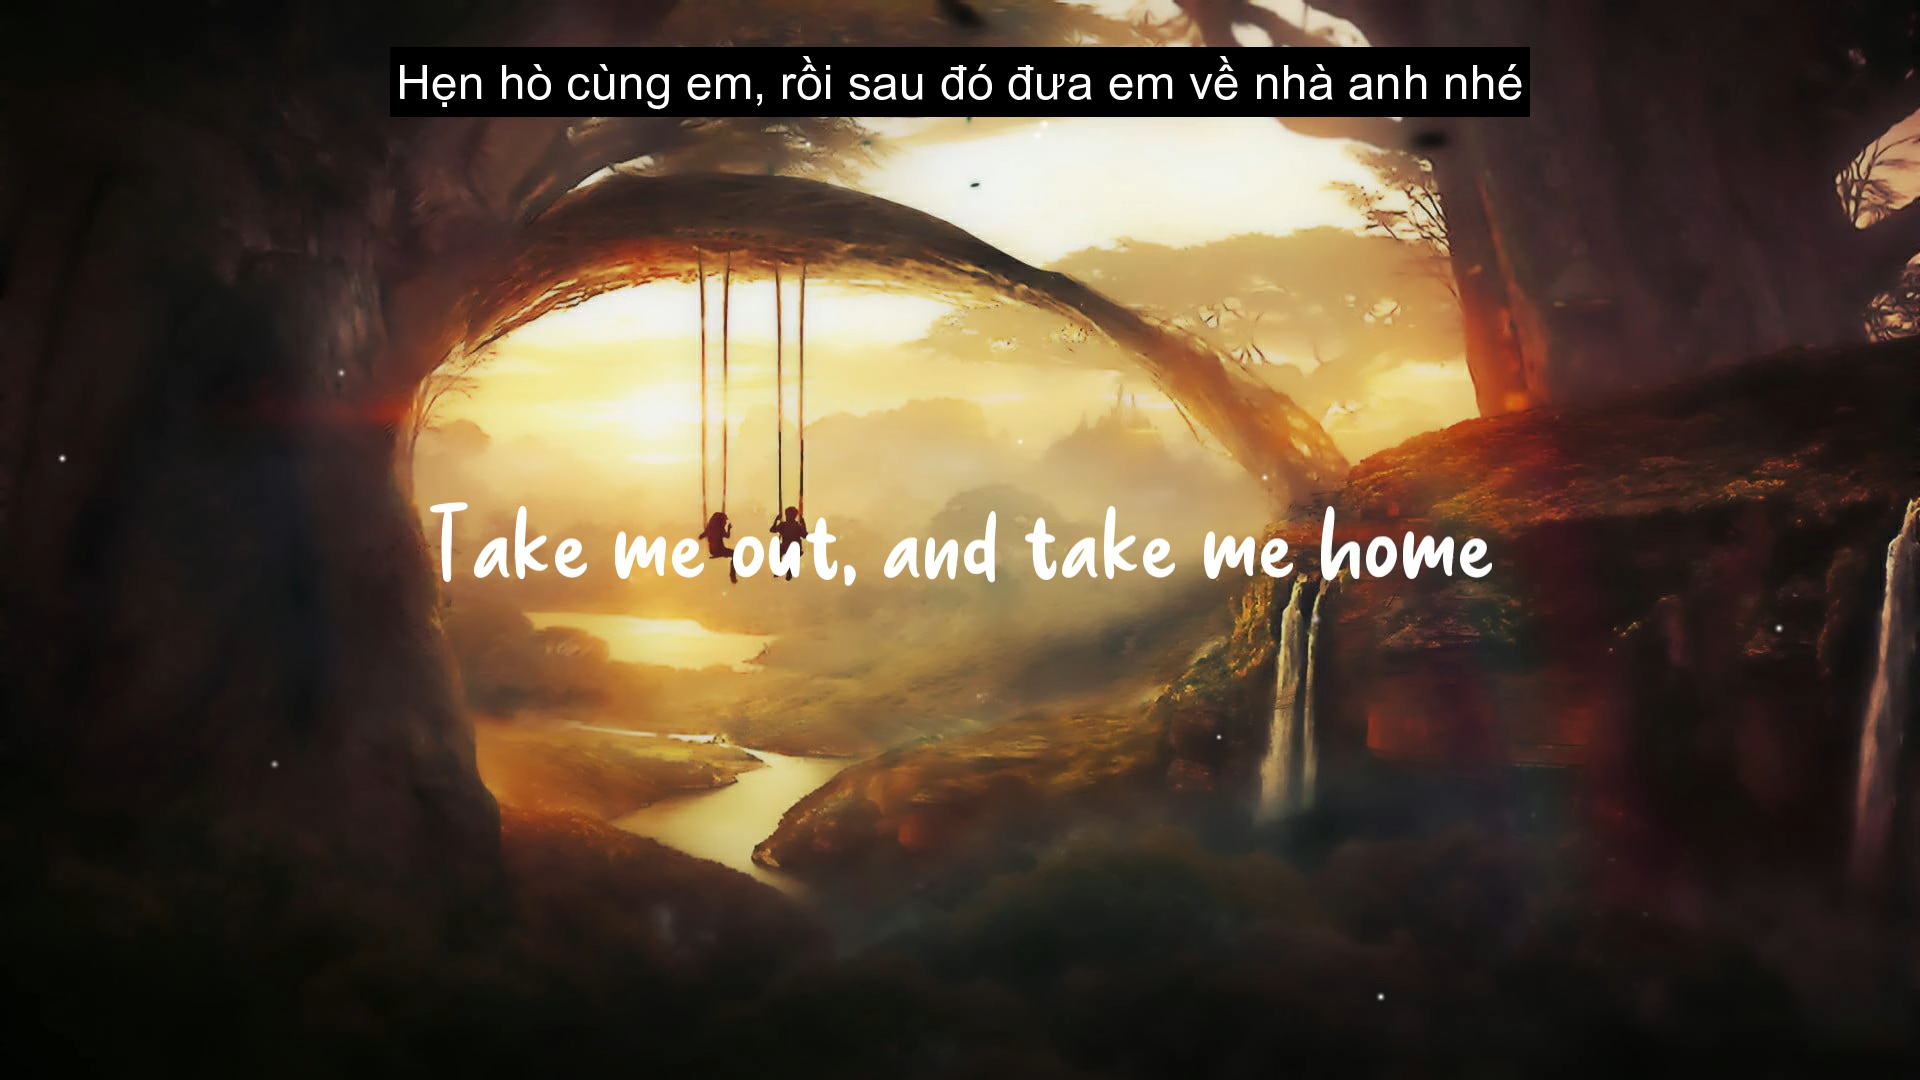 Hẹn hò cùng em, rồi sau đó đưa em về nhà anh nhé
Take me out, and take me home